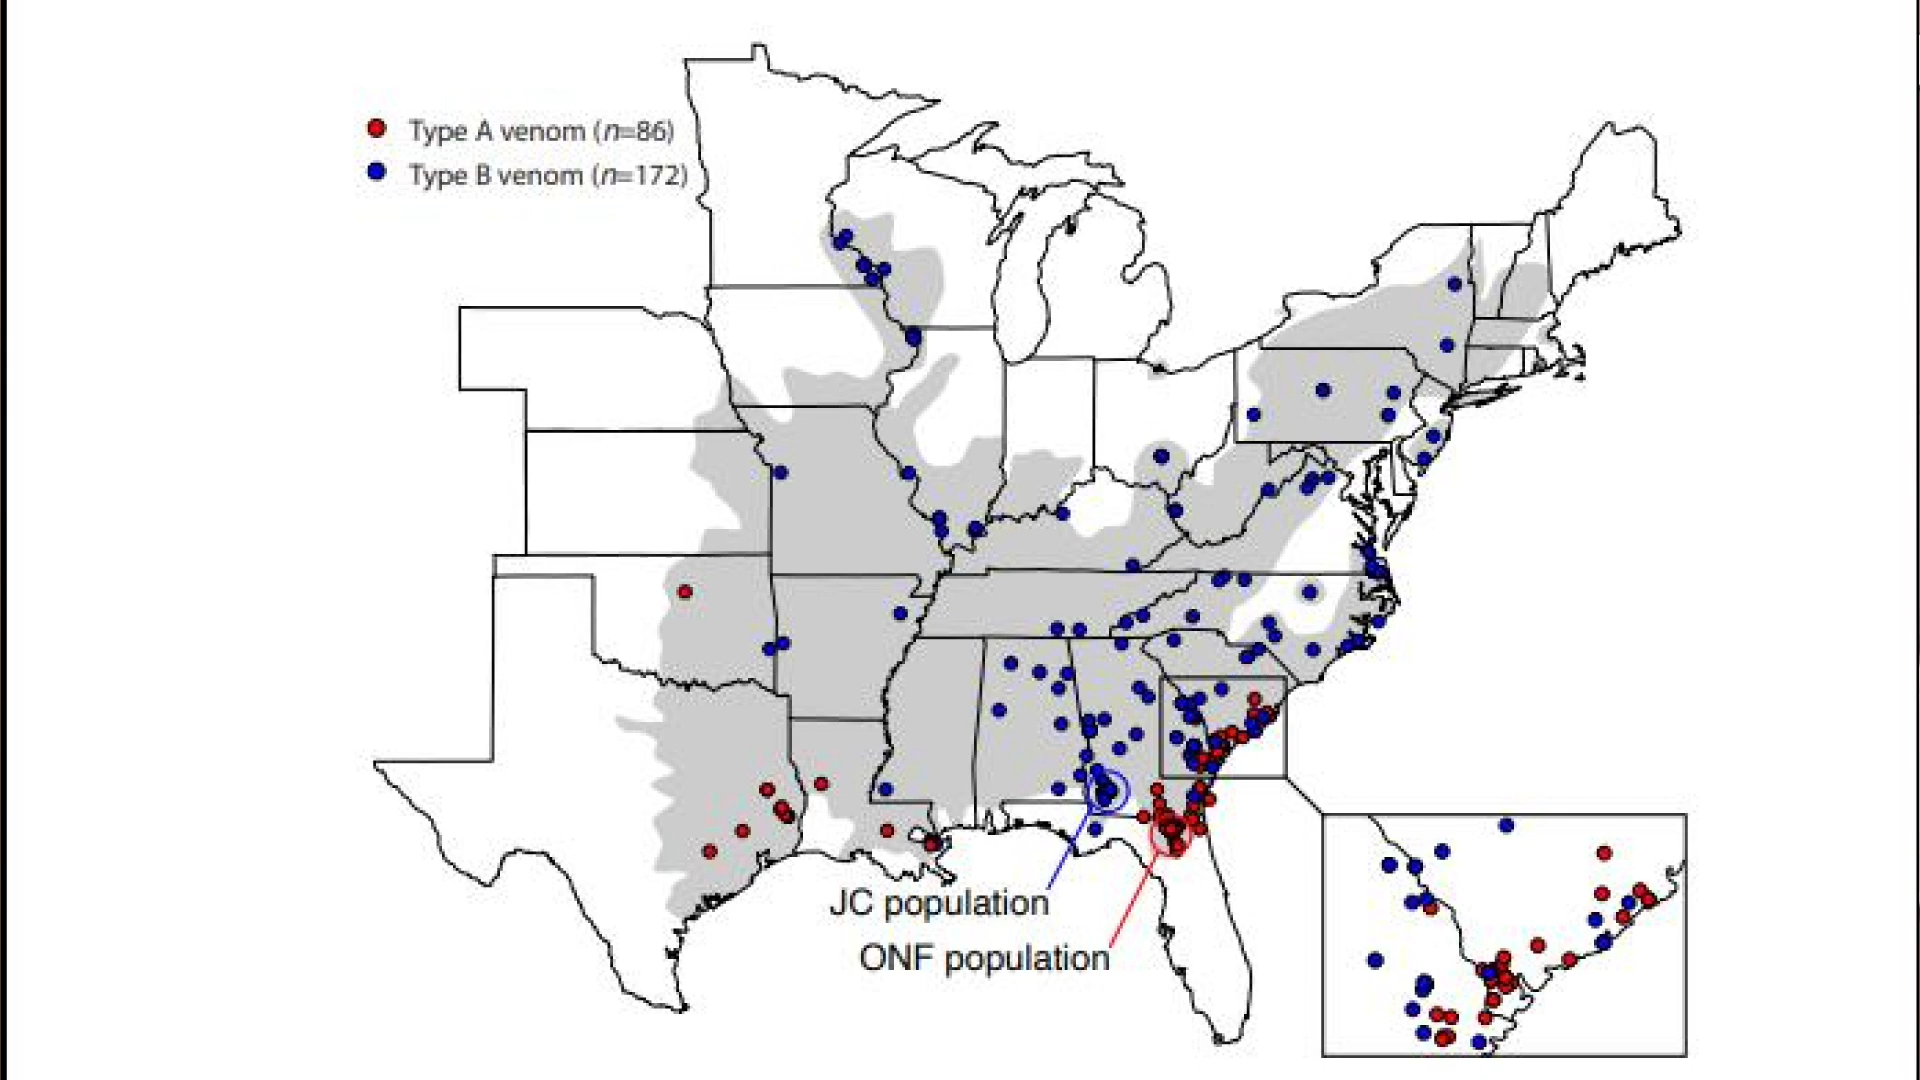 Type A venom (n=86)
Type B venom (n=172)
JC population
ONF population